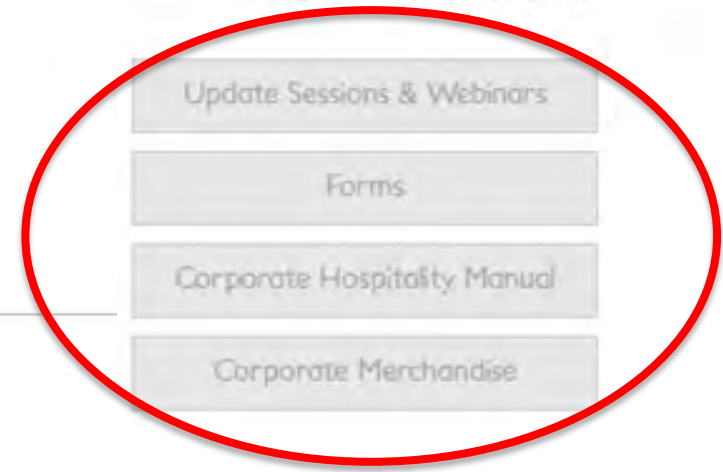 Update Sessions & Webinars
Forms
Corporate Hospitality Manual
Corporate Merchandise